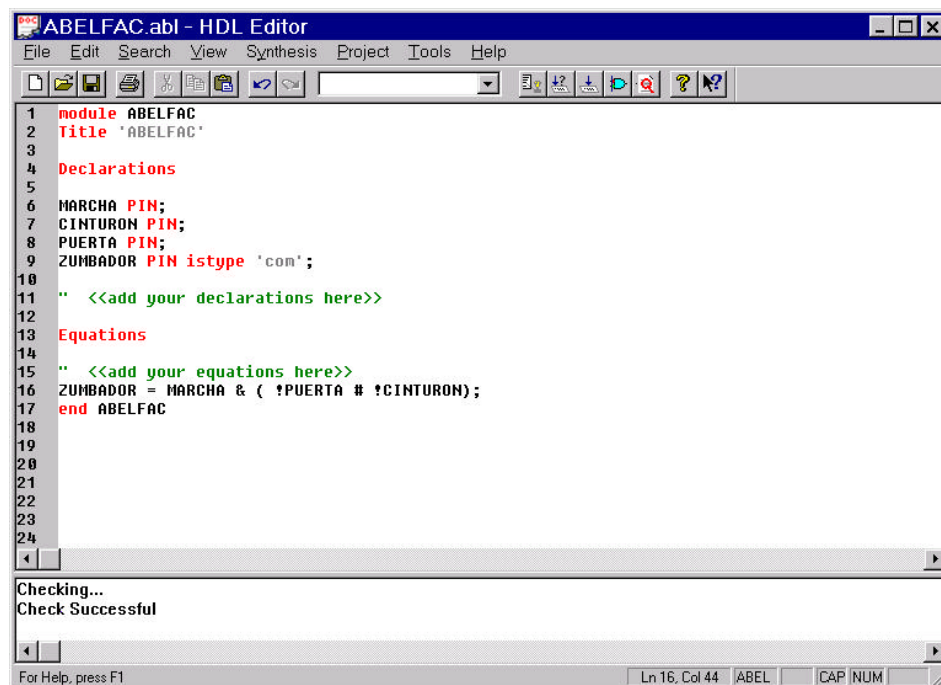 ABELFAC.abl - HDL Editor
File Edit Search View Synthesis Project Tools Help
1 module ABELFAC
2 Title 'ABELFAC'
3
4 Declarations
5
6 MARCHA PIN;
7 CINTURON PIN;
8 PUERTA PIN;
9 ZUMBADOR PIN istype 'com';
10
11 " <<add your declarations here>>
12
13 Equations
14
15 " <<add your equations here>>
16 ZUMBADOR = MARCHA & ( !PUERTA # !CINTURON);
17 end ABELFAC
18
19
20
21
22
23
24
Checking...
Check Successful
For Help, press F1 Ln 16, Col 44 ABEL CAP NUM